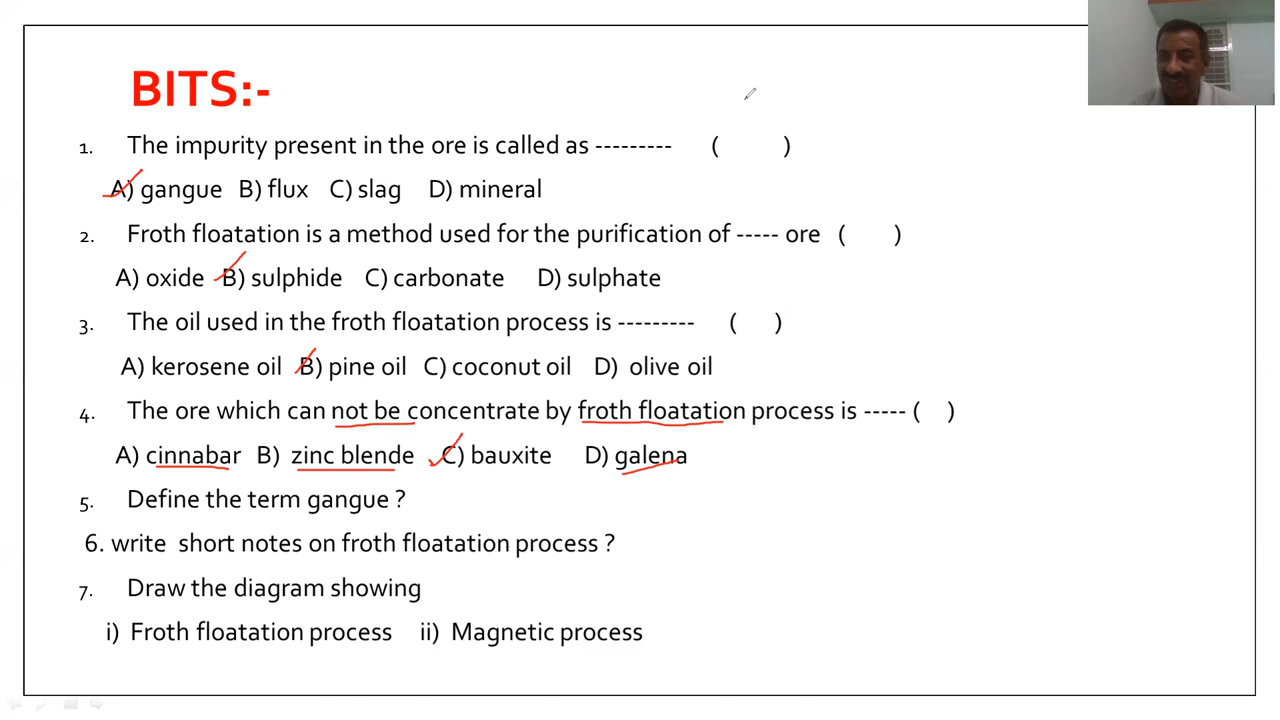 BITS:-
1. The impurity present in the ore is called as --------- ( )
A) gangue B) flux C) slag D) mineral
2. Froth floatation is a method used for the purification of ----- ore ( )
A) oxide B) sulphide C) carbonate D) sulphate
3. The oil used in the froth floatation process is --------- ( )
A) kerosene oil B) pine oil C) coconut oil D) olive oil
4. The ore which can not be concentrate by froth floatation process is ----- ( )
A) cinnabar B) zinc blende C) bauxite D) galena
5. Define the term gangue ?
6. write short notes on froth floatation process ?
7. Draw the diagram showing
i) Froth floatation process ii) Magnetic process